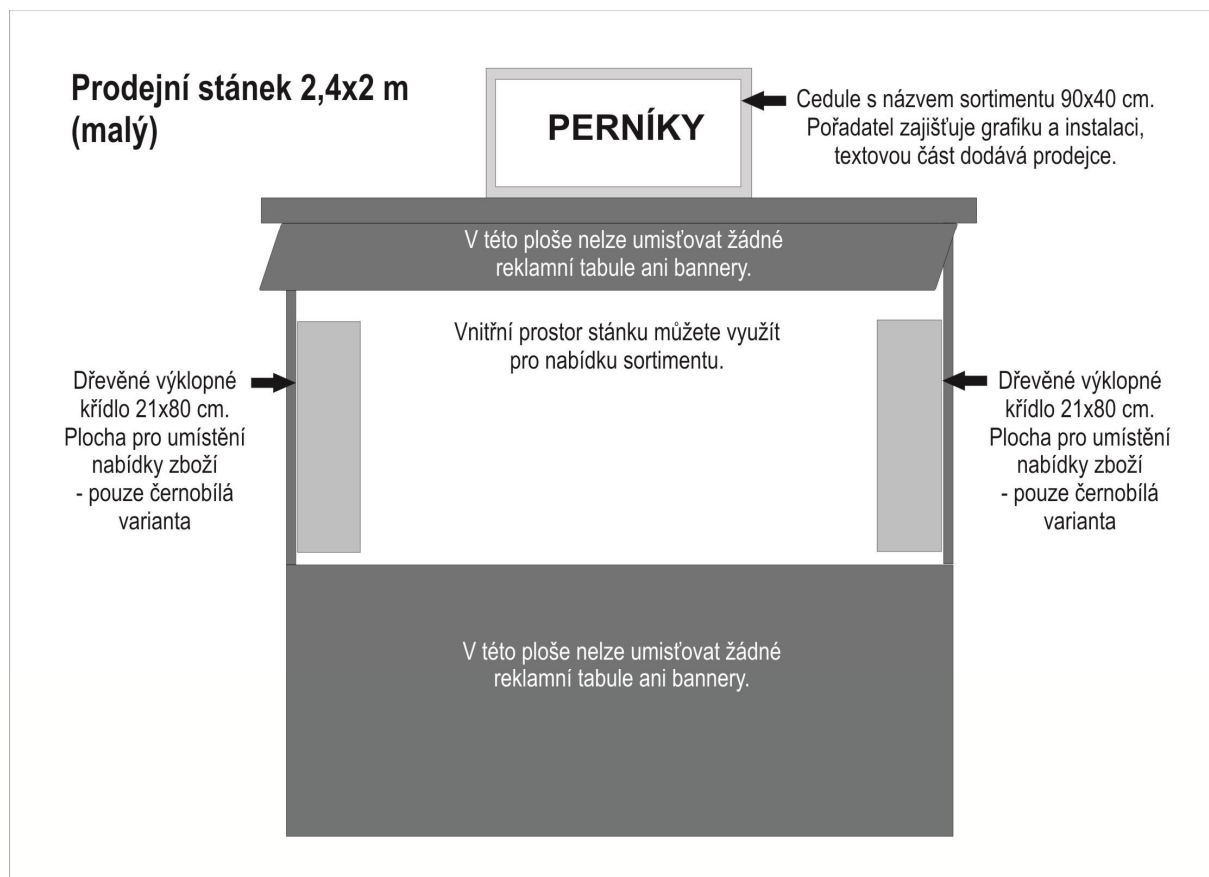 Prodejní stánek 2,4x2 m
(malý)
PERNÍKY
Cedule s názvem sortimentu 90x40 cm.
Pořadatel zajišťuje grafiku a instalaci,
textovou část dodává prodejce.
V této ploše nelze umisťovat žádné
reklamní tabule ani bannery.
Vnitřní prostor stánku můžete využít
pro nabídku sortimentu.
Dřevěné výklopné
křídlo 21x80 cm.
Plocha pro umístění
nabídky zboží
- pouze černobílá
varianta
Dřevěné výklopné
křídlo 21x80 cm.
Plocha pro umístění
nabídky zboží
- pouze černobílá
varianta
V této ploše nelze umisťovat žádné
reklamní tabule ani bannery.